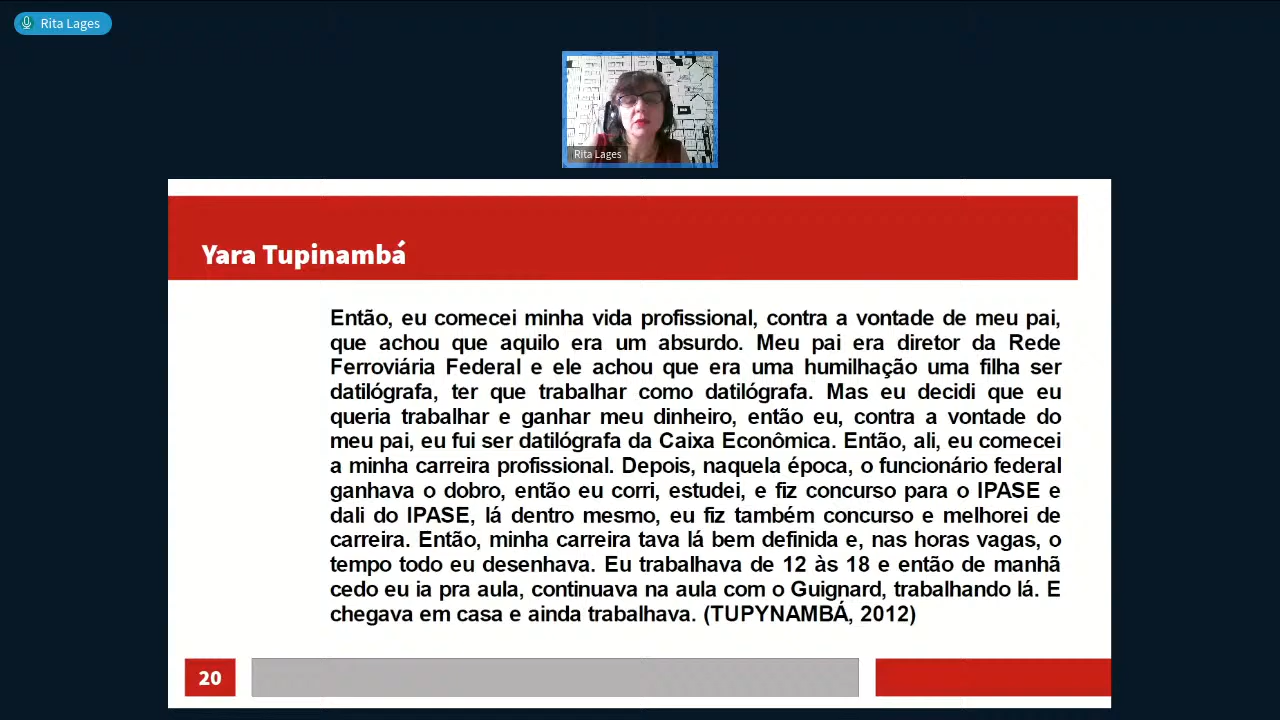 Rita Lages
Rita Lages
Yara Tupinambá
Então, eu comecei minha vida profissional, contra a vontade de meu pai,
que achou que aquilo era um absurdo. Meu pai era diretor da Rede
Ferroviária Federal e ele achou que era uma humilhação uma filha ser
datilógrafa, ter que trabalhar como datilógrafa. Mas eu decidi que eu
queria trabalhar e ganhar meu dinheiro, então eu, contra a vontade do
meu pai, eu fui ser datilógrafa da Caixa Econômica. Então, ali, eu comecei
a minha carreira profissional. Depois, naquela época, o funcionário federal
ganhava o dobro, então eu corri, estudei, e fiz concurso para o IPASE e
dali do IPASE, lá dentro mesmo, eu fiz também concurso e melhorei de
carreira. Então, minha carreira tava lá bem definida e, nas horas vagas, o
tempo todo eu desenhava. Eu trabalhava de 12 às 18 e então de manhã
cedo eu ia pra aula, continuava na aula com o Guignard, trabalhando lá. E
chegava em casa e ainda trabalhava. (TUPYNAMBÁ, 2012)
20